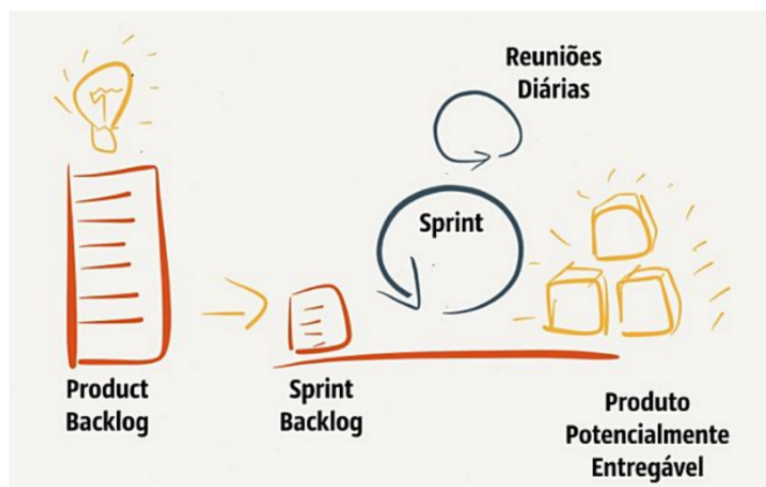 Reuniões
Diárias
Sprint
Product
Backlog
Sprint
Backlog
Produto
Potencialmente
Entregável